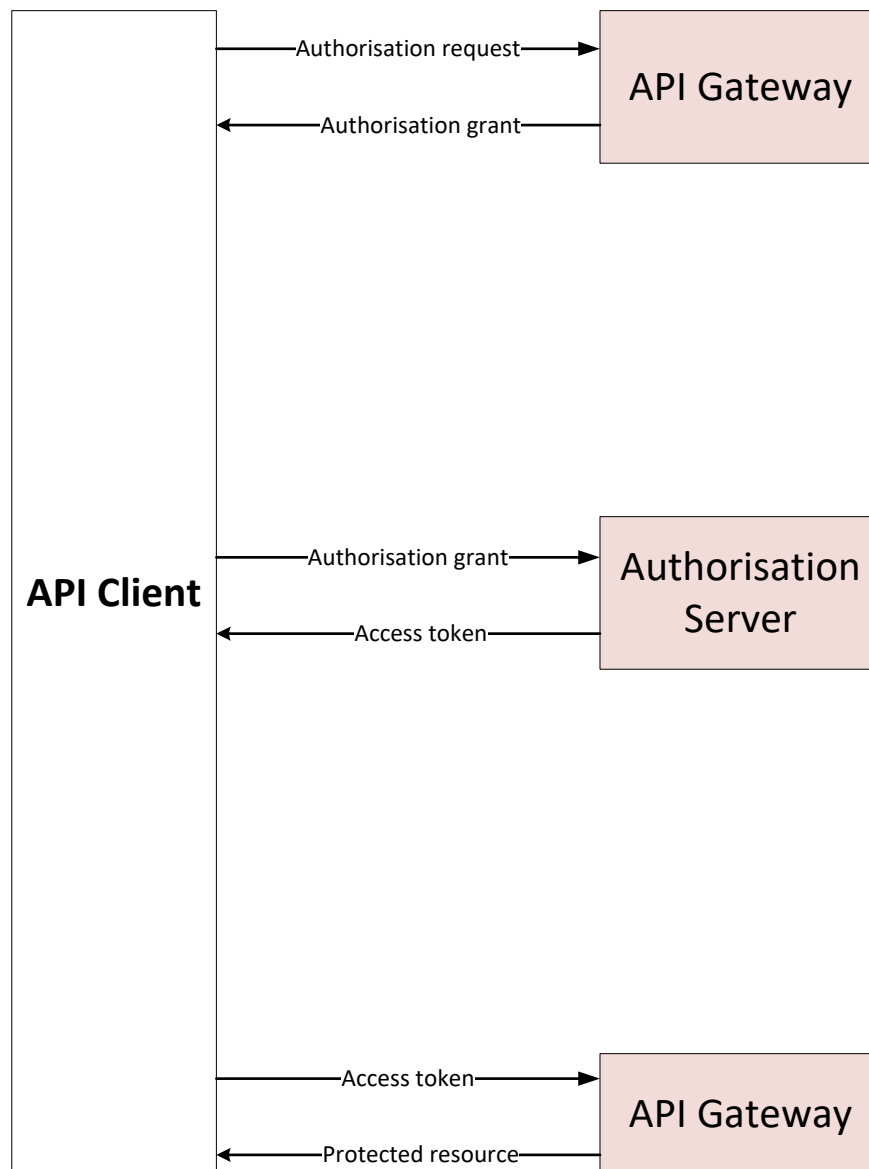 Authorisation request
API Gateway
Authorisation grant
API Client
Authorisation grant
Authorisation
Server
Access token
Access token
API Gateway
Protected resource